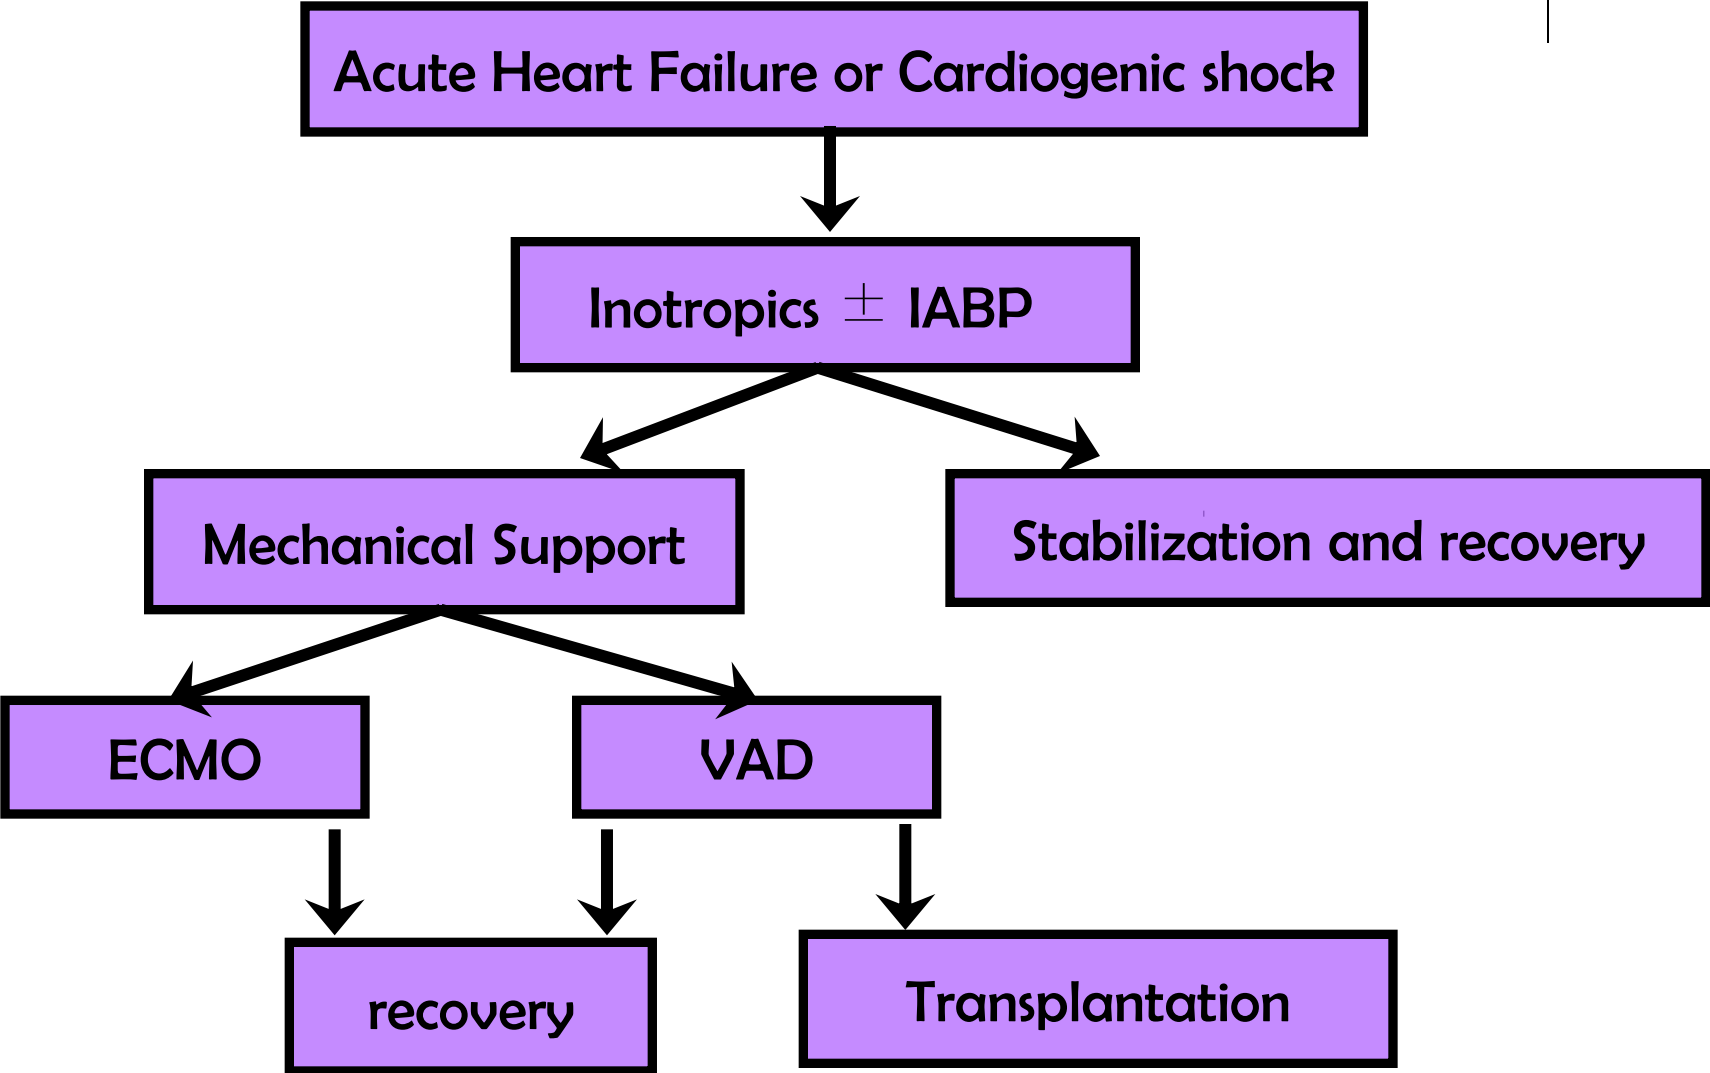 Acute Heart Failure or Cardiogenic shock
Inotropics ± IABP
Mechanical Support
Stabilization and recovery
ECMO
VAD
recovery
Transplantation